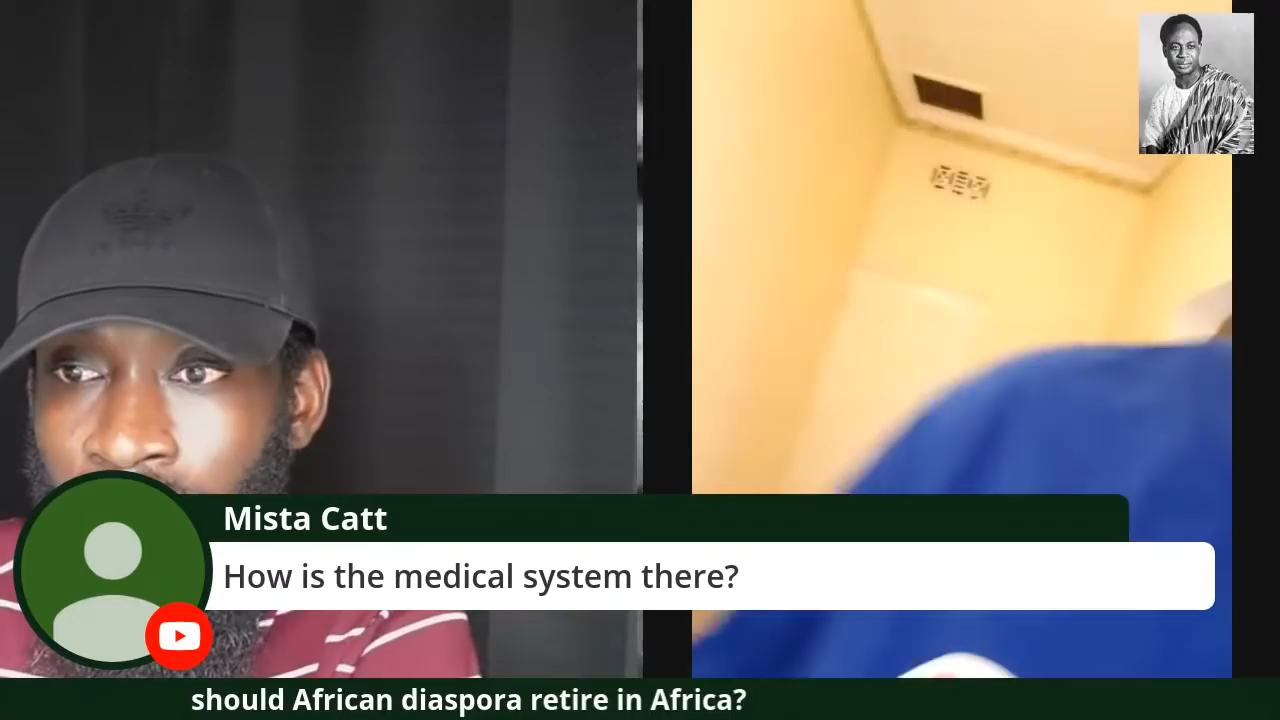 Mista Catt
How is the medical system there?
should African diaspora retire in Africa?